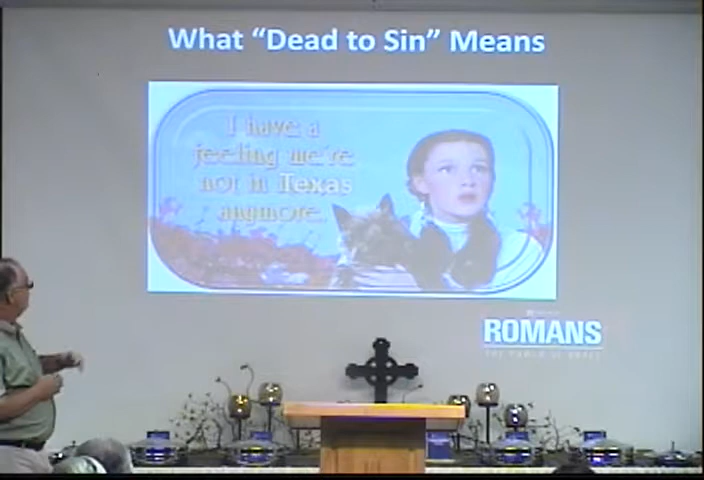 What “Dead to Sin” Means
I have a
feeling we're
not in Texas
anymore.
ROMANS